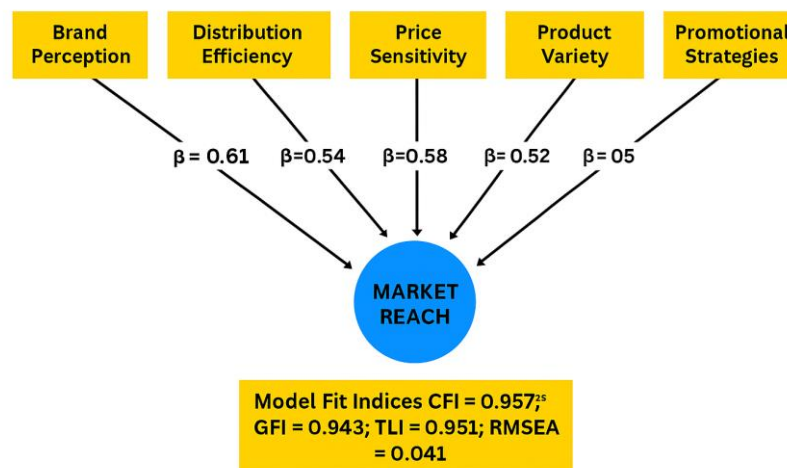 Brand
Perception
Distribution
Efficiency
Price
Sensitivity
Product
Variety
Promotional
Strategies
β = 0.61
β=0.54
β=0.58
β= 0.52
β = 05
MARKET
REACH
Model Fit Indices CFI = 0.957;²ˢ
GFI = 0.943; TLI = 0.951; RMSEA
= 0.041